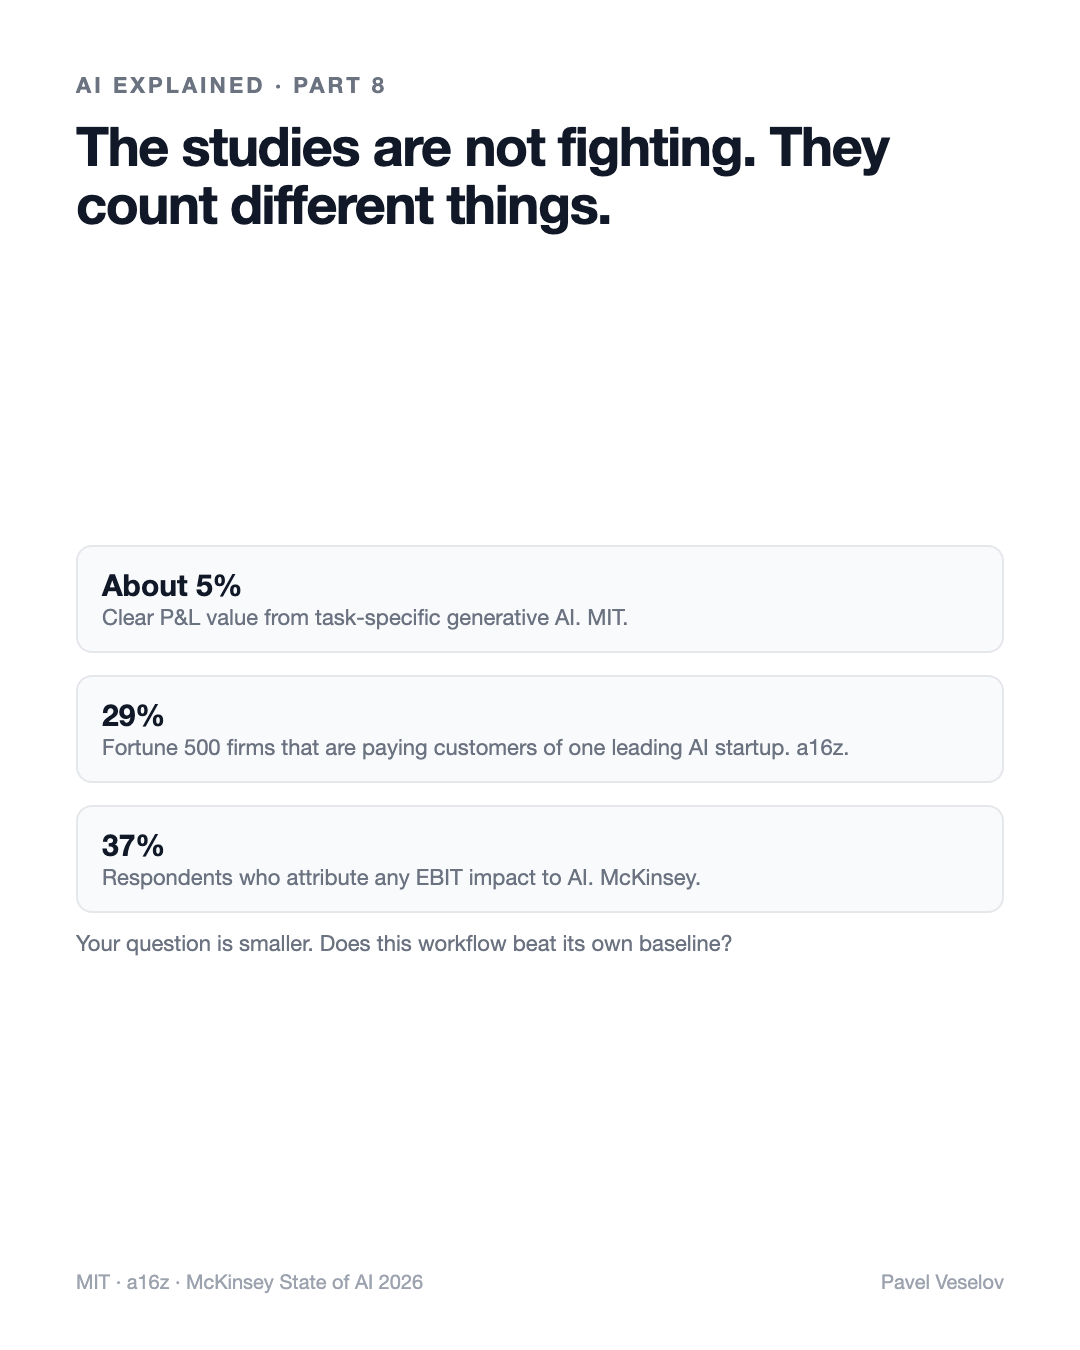 AI EXPLAINED · PART 8
The studies are not fighting. They
count different things.
About 5%
Clear P&L value from task-specific generative AI. MIT.
29%
Fortune 500 firms that are paying customers of one leading AI startup. a16z.
37%
Respondents who attribute any EBIT impact to AI. McKinsey.
Your question is smaller. Does this workflow beat its own baseline?
MIT · a16z · McKinsey State of AI 2026
Pavel Veselov